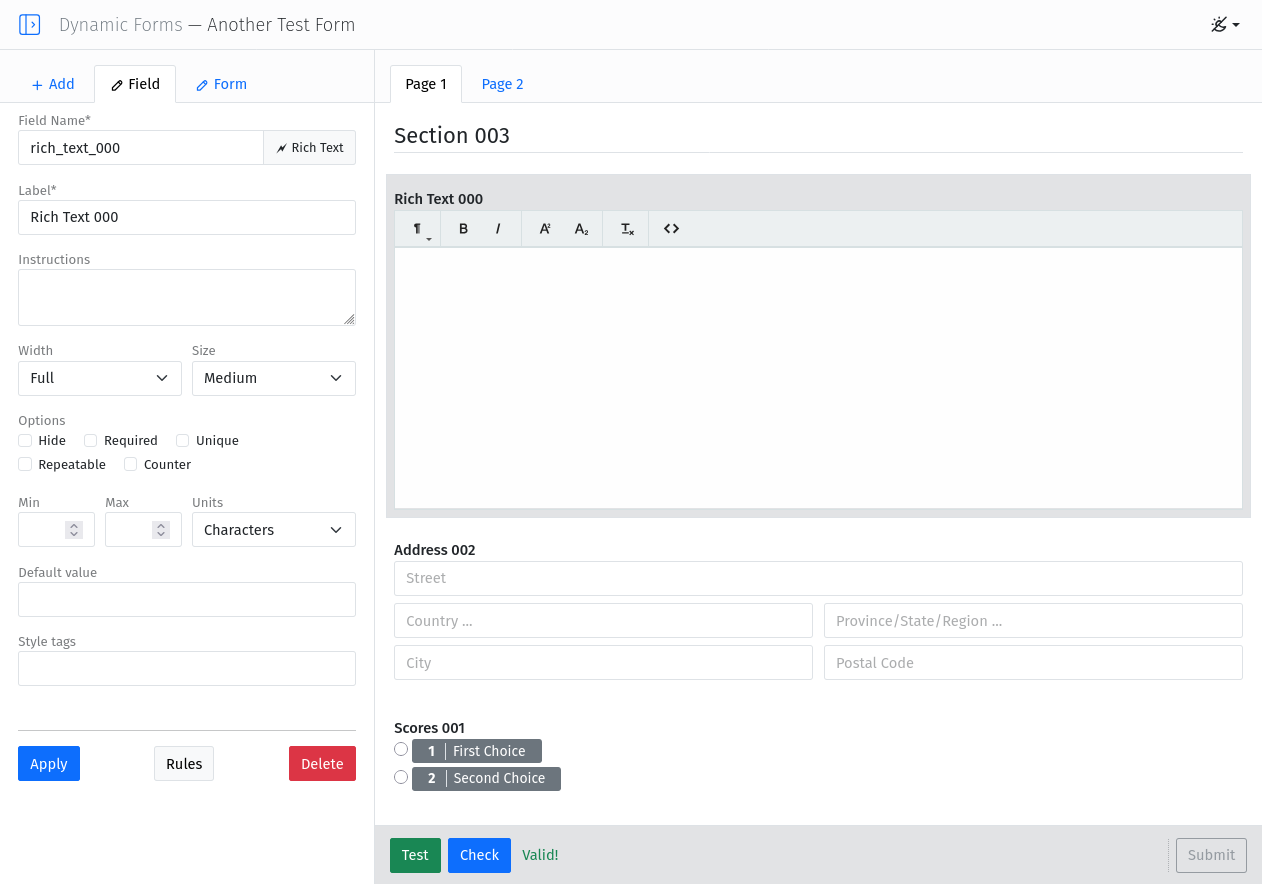 Dynamic Forms — Another Test Form
Add Field Form
Field Name*
rich_text_000 Rich Text
Label*
Rich Text 000
Instructions
Width Size
Full Medium
Options
Hide Required Unique
Repeatable Counter
Min Max Units
Characters
Default value
Style tags
Apply Rules Delete
Page 1 Page 2
Section 003
Rich Text 000
¶ B I A² A₂ Tx <>
Address 002
Street
Country ... Province/State/Region ...
City Postal Code
Scores 001
1 First Choice
2 Second Choice
Test Check Valid! Submit